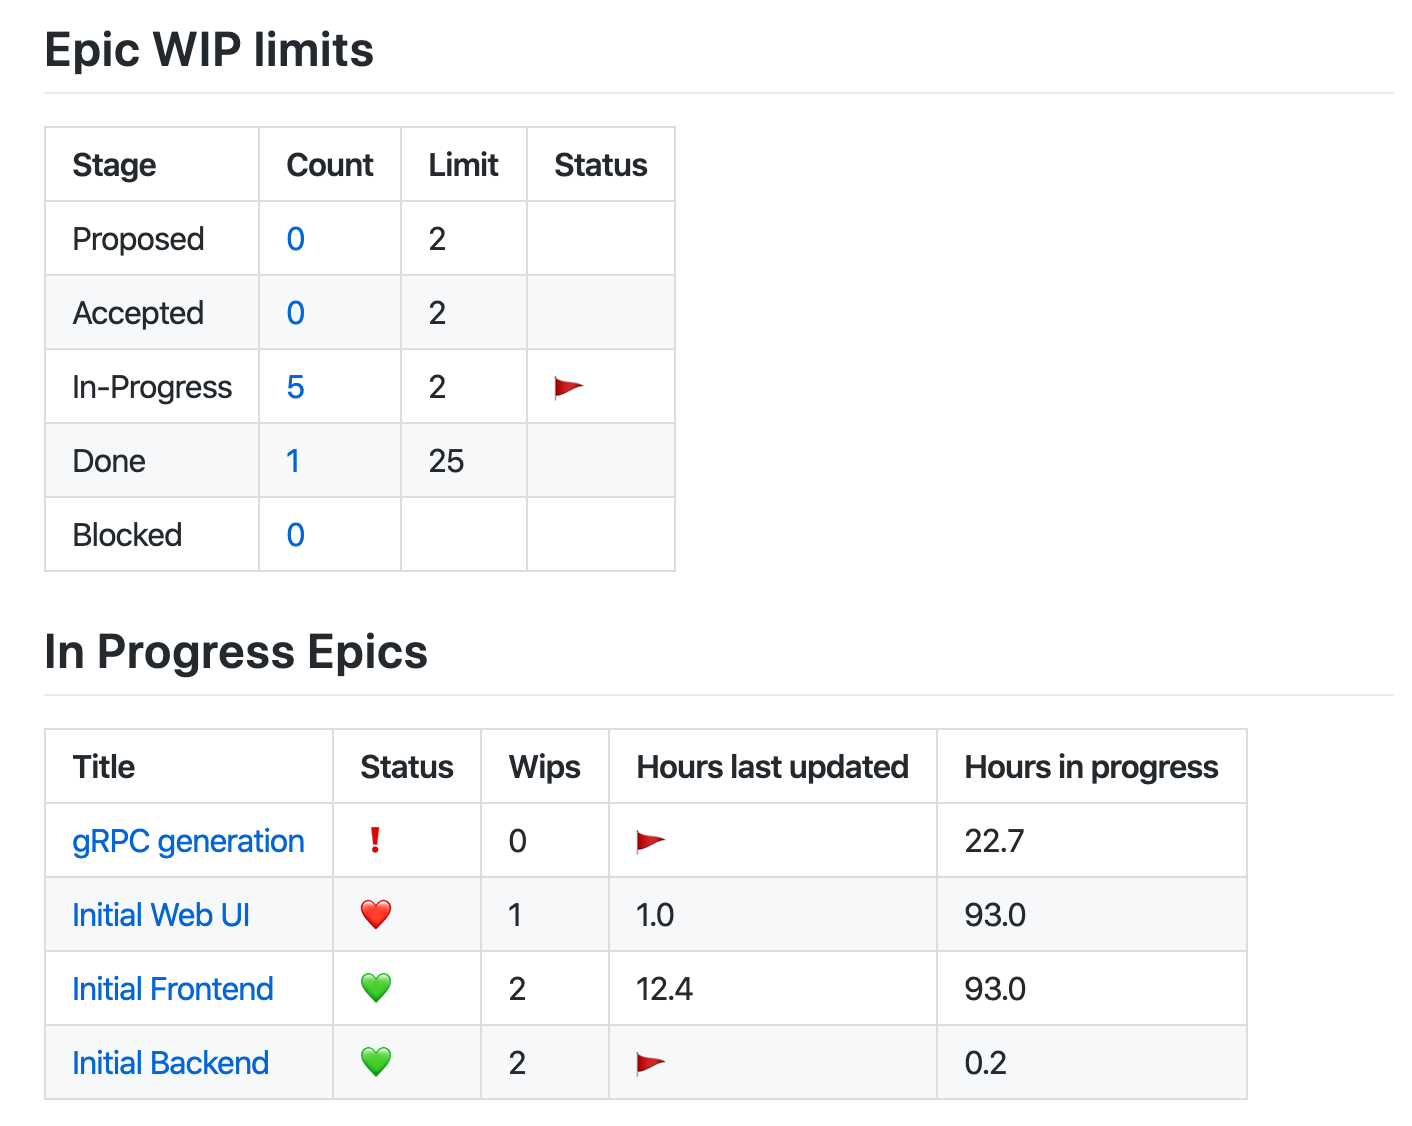 Epic WIP limits
Stage Count Limit Status
Proposed 0 2
Accepted 0 2
In-Progress 5 2 🚩
Done 1 25
Blocked 0
In Progress Epics
Title Status Wips Hours last updated Hours in progress
gRPC generation ❗ 0 🚩 22.7
Initial Web UI ❤️ 1 1.0 93.0
Initial Frontend 💚 2 12.4 93.0
Initial Backend 💚 2 🚩 0.2